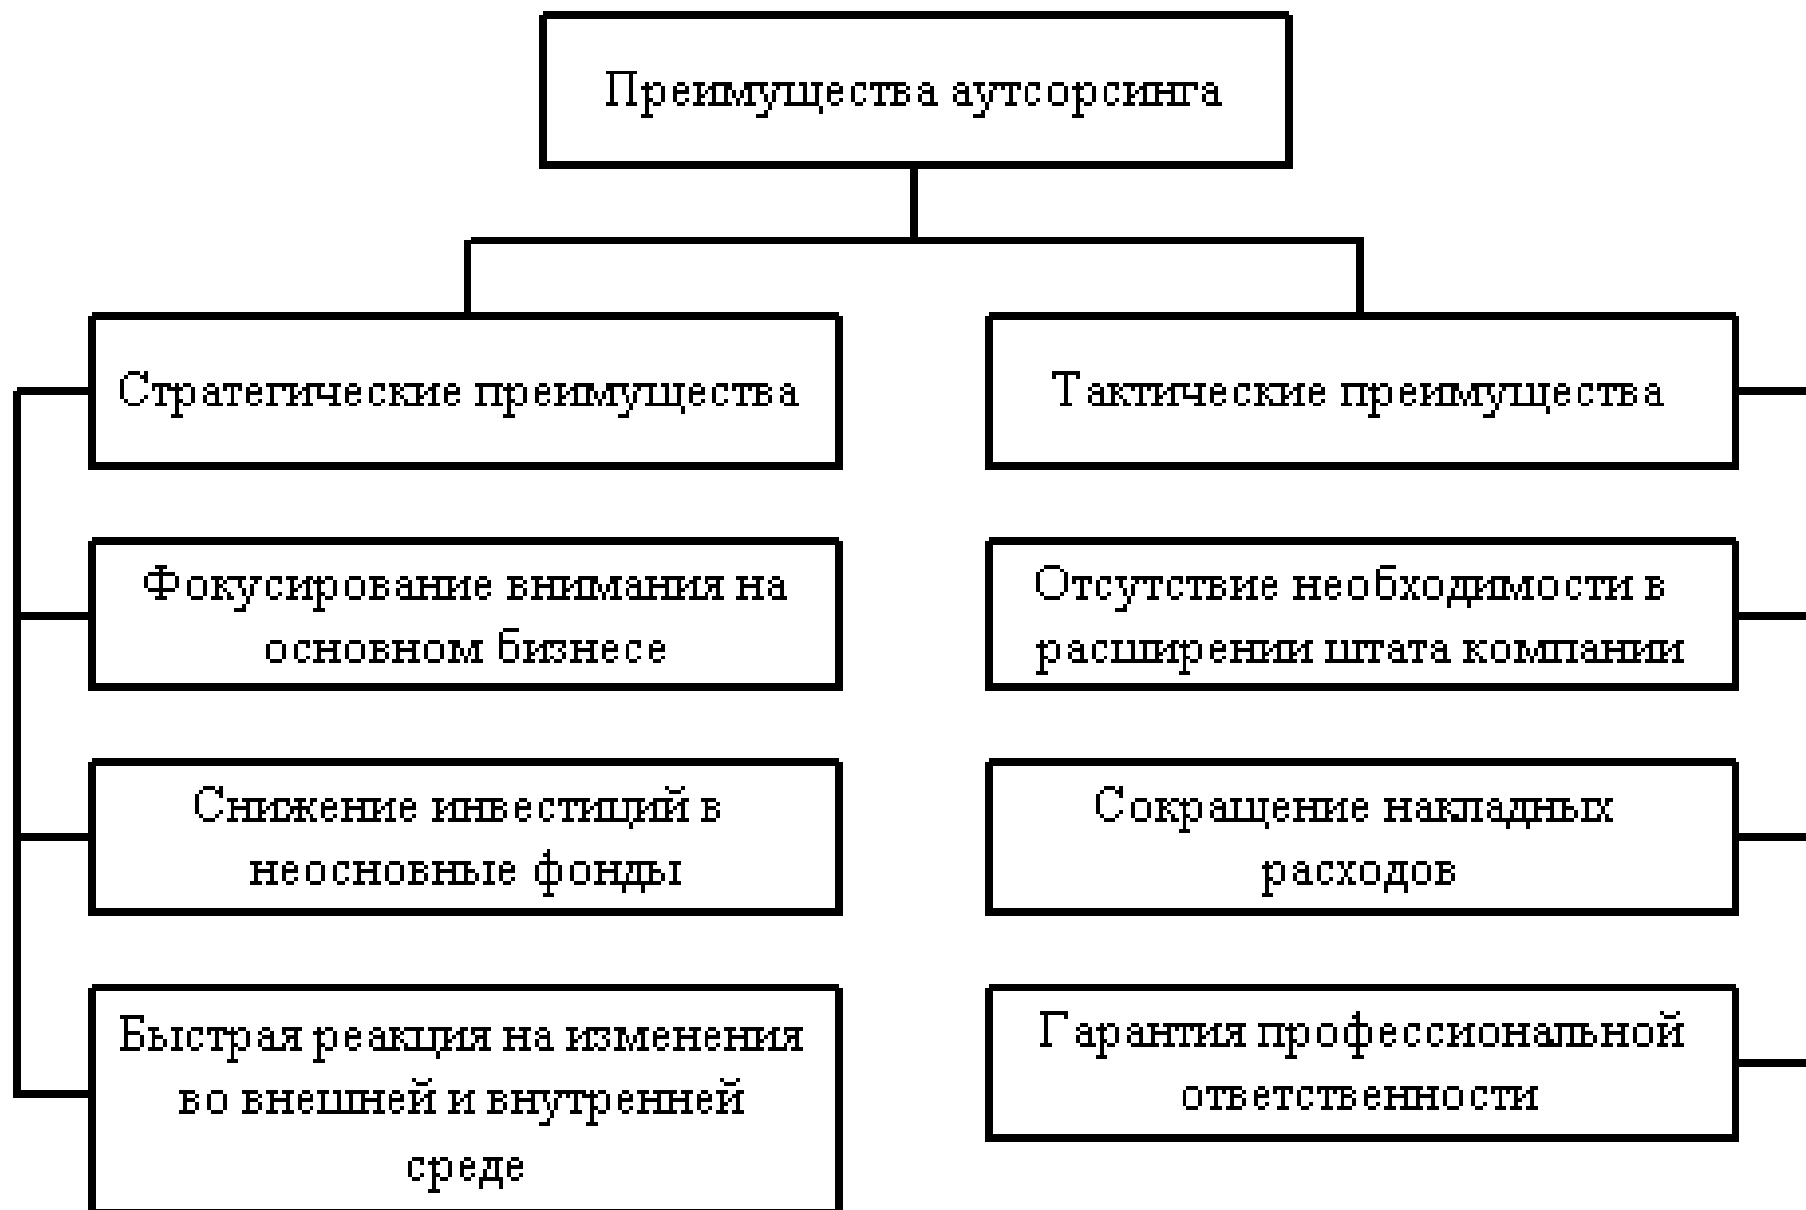 Преимущества аутсорсинга
Стратегические преимущества
Тактические преимущества
Фокусирование внимания на
основном бизнесе
Отсутствие необходимости в
расширении штата компании
Снижение инвестиций в
неосновные фонды
Сокращение накладных
расходов
Быстрая реакция на изменения
во внешней и внутренней
среде
Гарантия профессиональной
ответственности